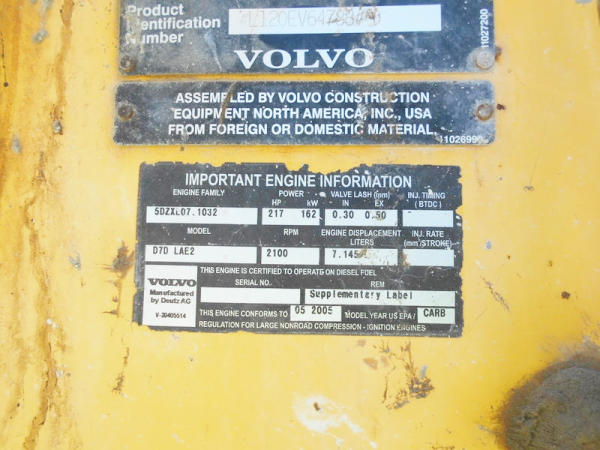 Product
Identification
Number
VOLVO
11027200
ASSEMBLED BY VOLVO CONSTRUCTION
EQUIPMENT NORTH AMERICA, INC., USA
FROM FOREIGN OR DOMESTIC MATERIAL.
IMPORTANT ENGINE INFORMATION
ENGINE FAMILY POWER VALVE LASH (mm) INJ. TIMING
HP kW IN EX (BTDC)
5DZXL07.1032 217 162 0.30 0.50 -
MODEL RPM ENGINE DISPLACEMENT INJ. RATE
LITERS (mm³STROKE)
D7D LAE2 2100 7.145
THIS ENGINE IS CERTIFIED TO OPERATE ON DIESEL FUEL
SERIAL NO. REM
VOLVO
Manufactured
by Deutz AG
Supplementary Label
V-20405514
THIS ENGINE CONFORMS TO 05 2005 MODEL YEAR US EPA/ CARB
REGULATION FOR LARGE NONROAD COMPRESSION - IGNITION ENGINES